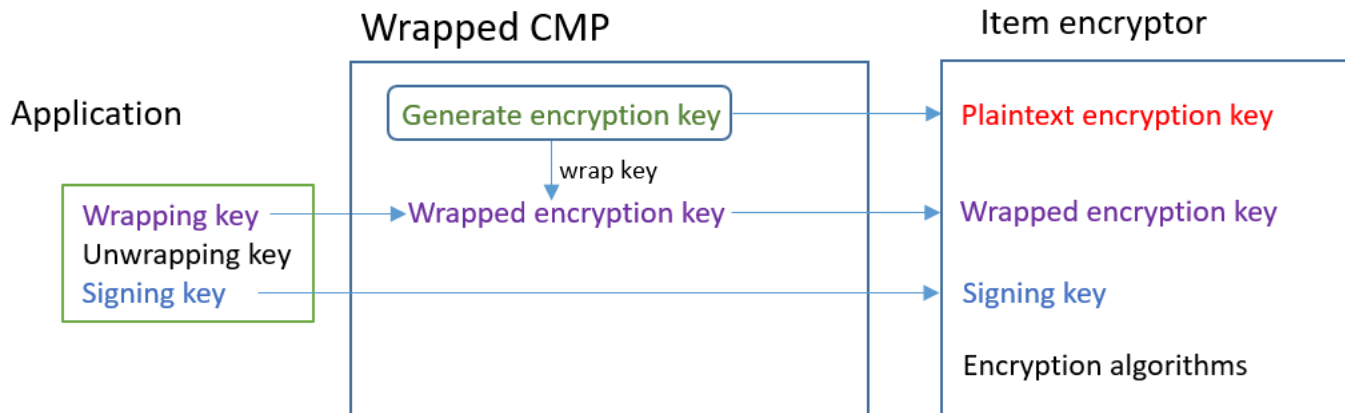 Wrapped CMP
Item encryptor
Application
Generate encryption key
Plaintext encryption key
wrap key
Wrapping key
Wrapped encryption key
Wrapped encryption key
Unwrapping key
Signing key
Signing key
Encryption algorithms